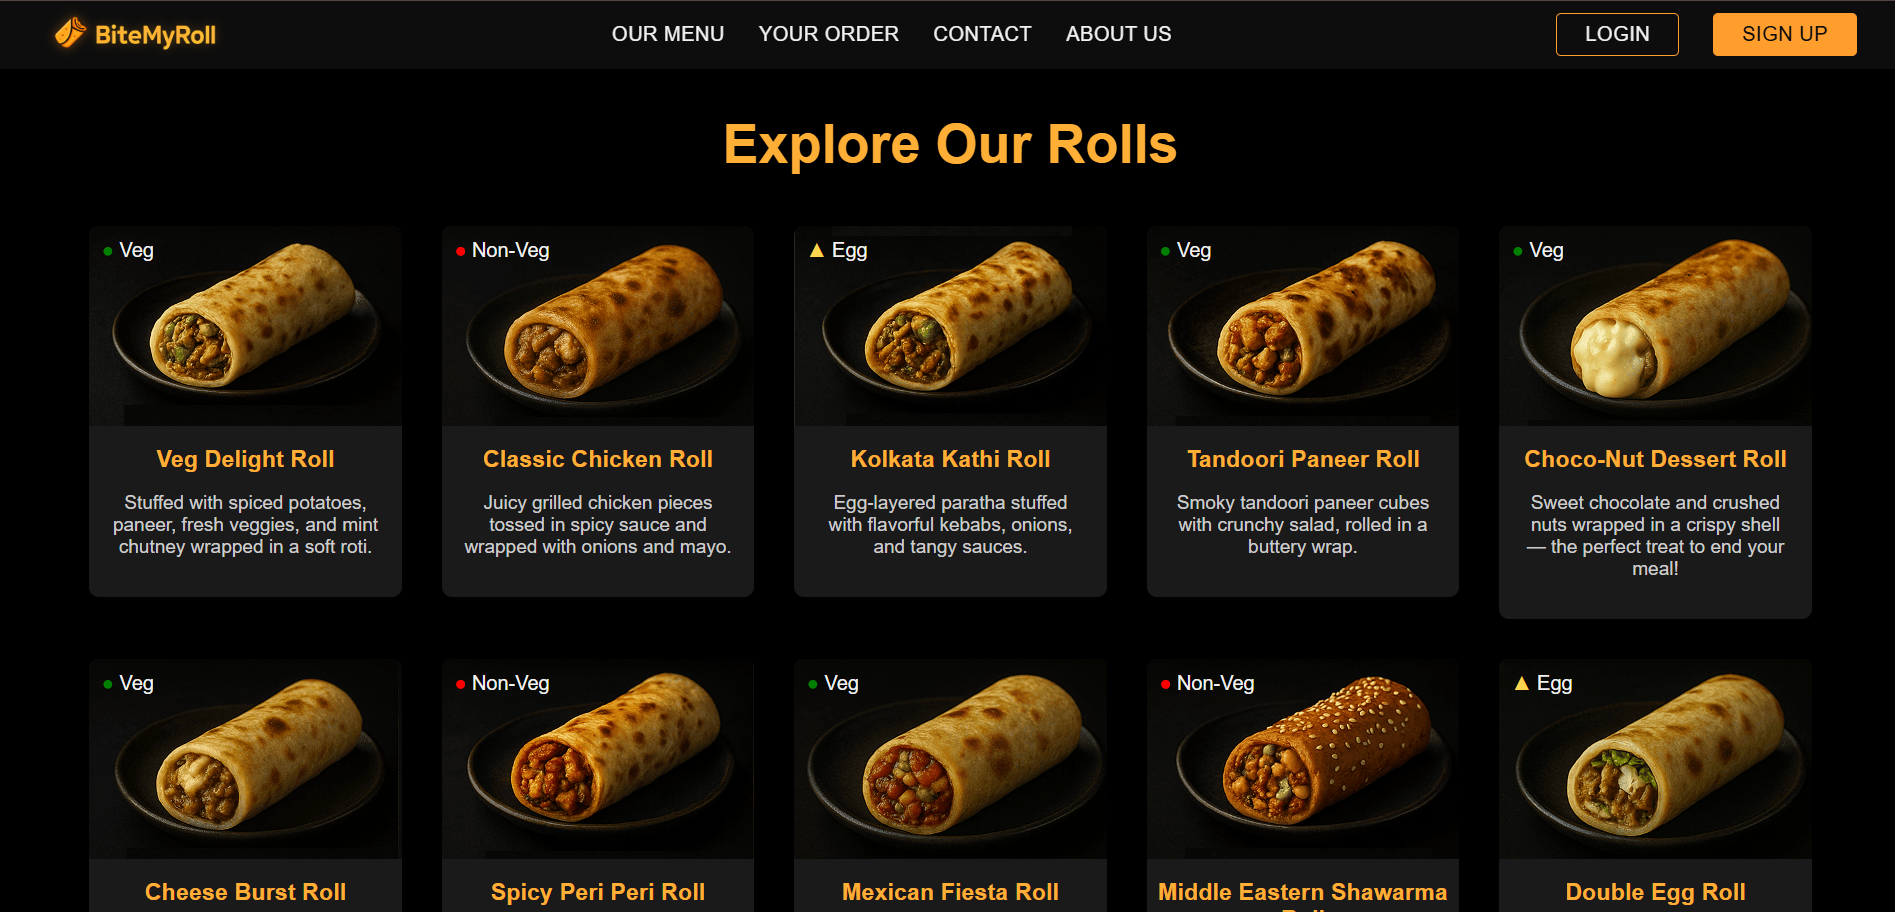 BiteMyRoll
OUR MENU
YOUR ORDER
CONTACT
ABOUT US
LOGIN
SIGN UP
Explore Our Rolls
Veg
Veg Delight Roll
Stuffed with spiced potatoes,
paneer, fresh veggies, and mint
chutney wrapped in a soft roti.
Non-Veg
Classic Chicken Roll
Juicy grilled chicken pieces
tossed in spicy sauce and
wrapped with onions and mayo.
Egg
Kolkata Kathi Roll
Egg-layered paratha stuffed
with flavorful kebabs, onions,
and tangy sauces.
Veg
Tandoori Paneer Roll
Smoky tandoori paneer cubes
with crunchy salad, rolled in a
buttery wrap.
Veg
Choco-Nut Dessert Roll
Sweet chocolate and crushed
nuts wrapped in a crispy shell
— the perfect treat to end your
meal!
Veg
Cheese Burst Roll
Non-Veg
Spicy Peri Peri Roll
Veg
Mexican Fiesta Roll
Non-Veg
Middle Eastern Shawarma
Egg
Double Egg Roll